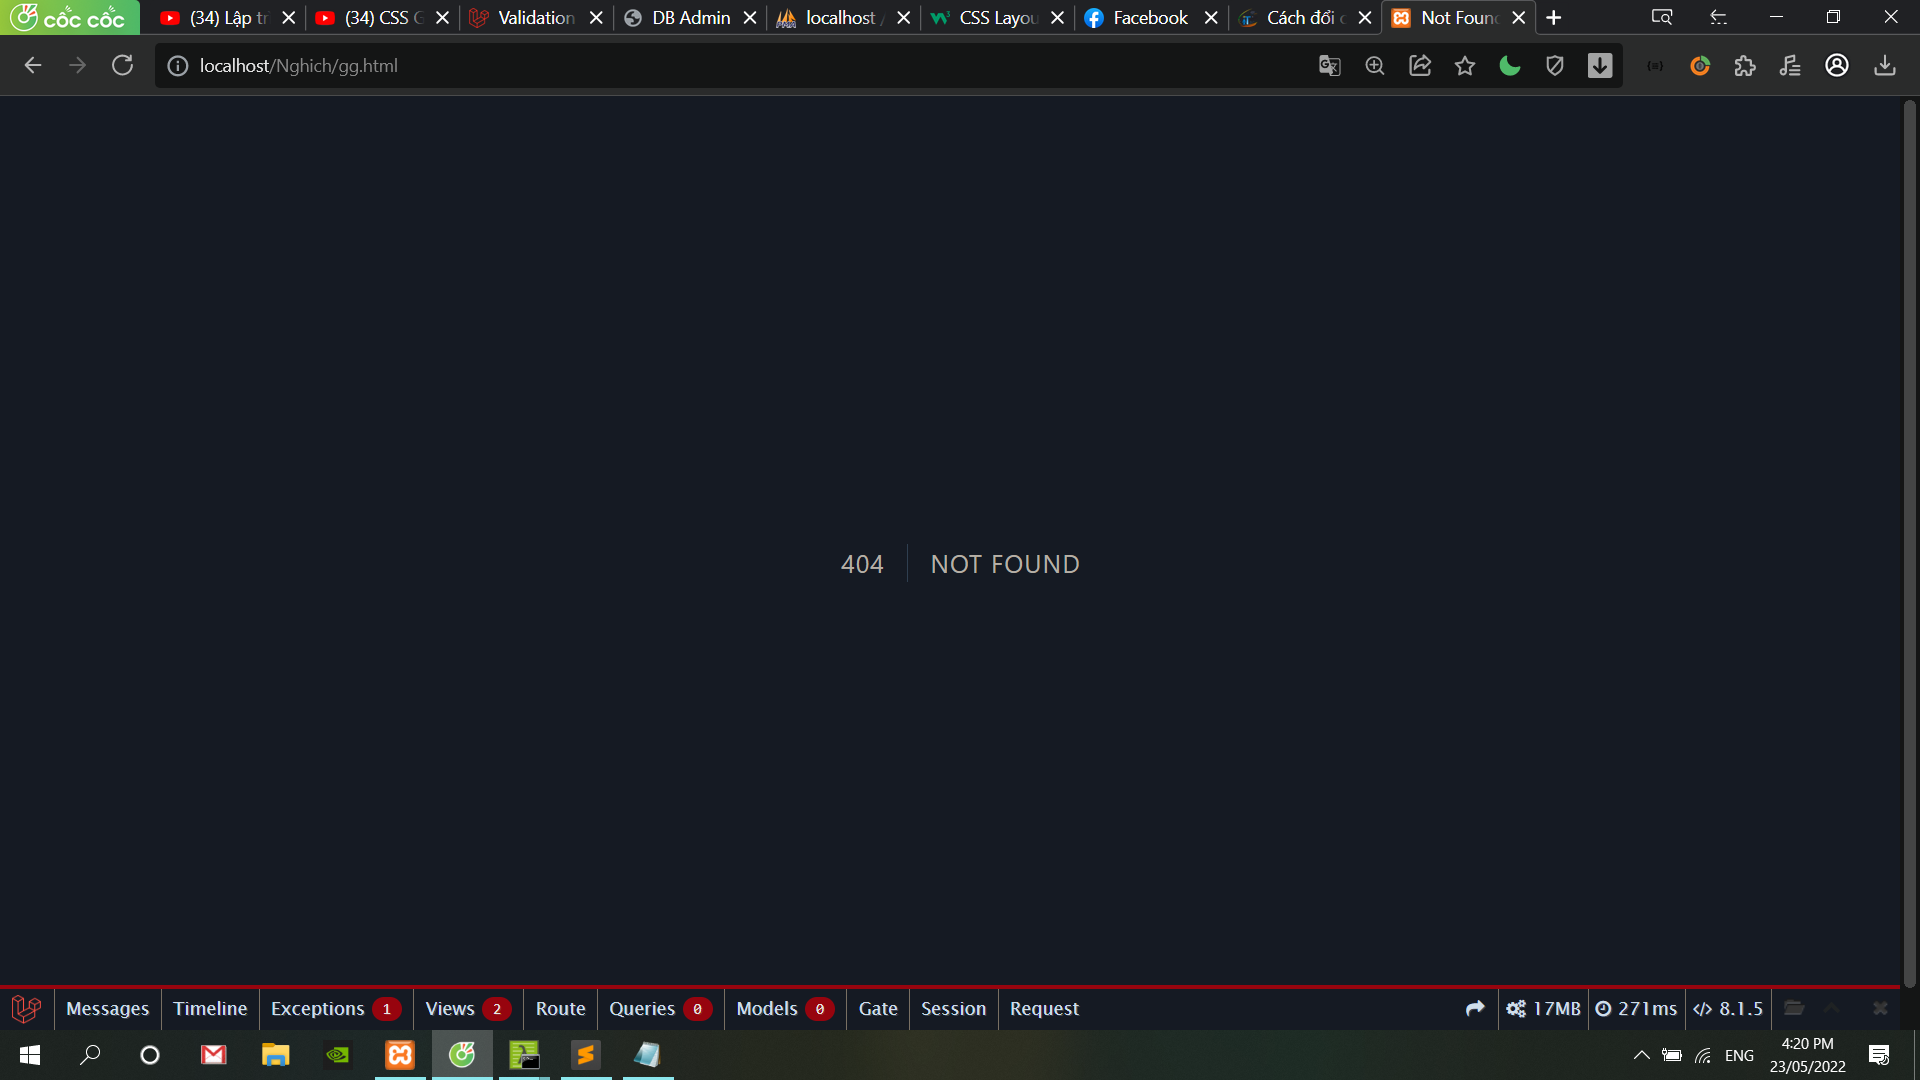 cốc cốc (34) Lập tr (34) CSS G Validation DB Admin localhost / CSS Layou Facebook Cách đổi c Not Found
localhost/Nghich/gg.html
404 NOT FOUND
Messages Timeline Exceptions 1 Views 2 Route Queries 0 Models 0 Gate Session Request 17MB 271ms 8.1.5
ENG 4:20 PM
23/05/2022